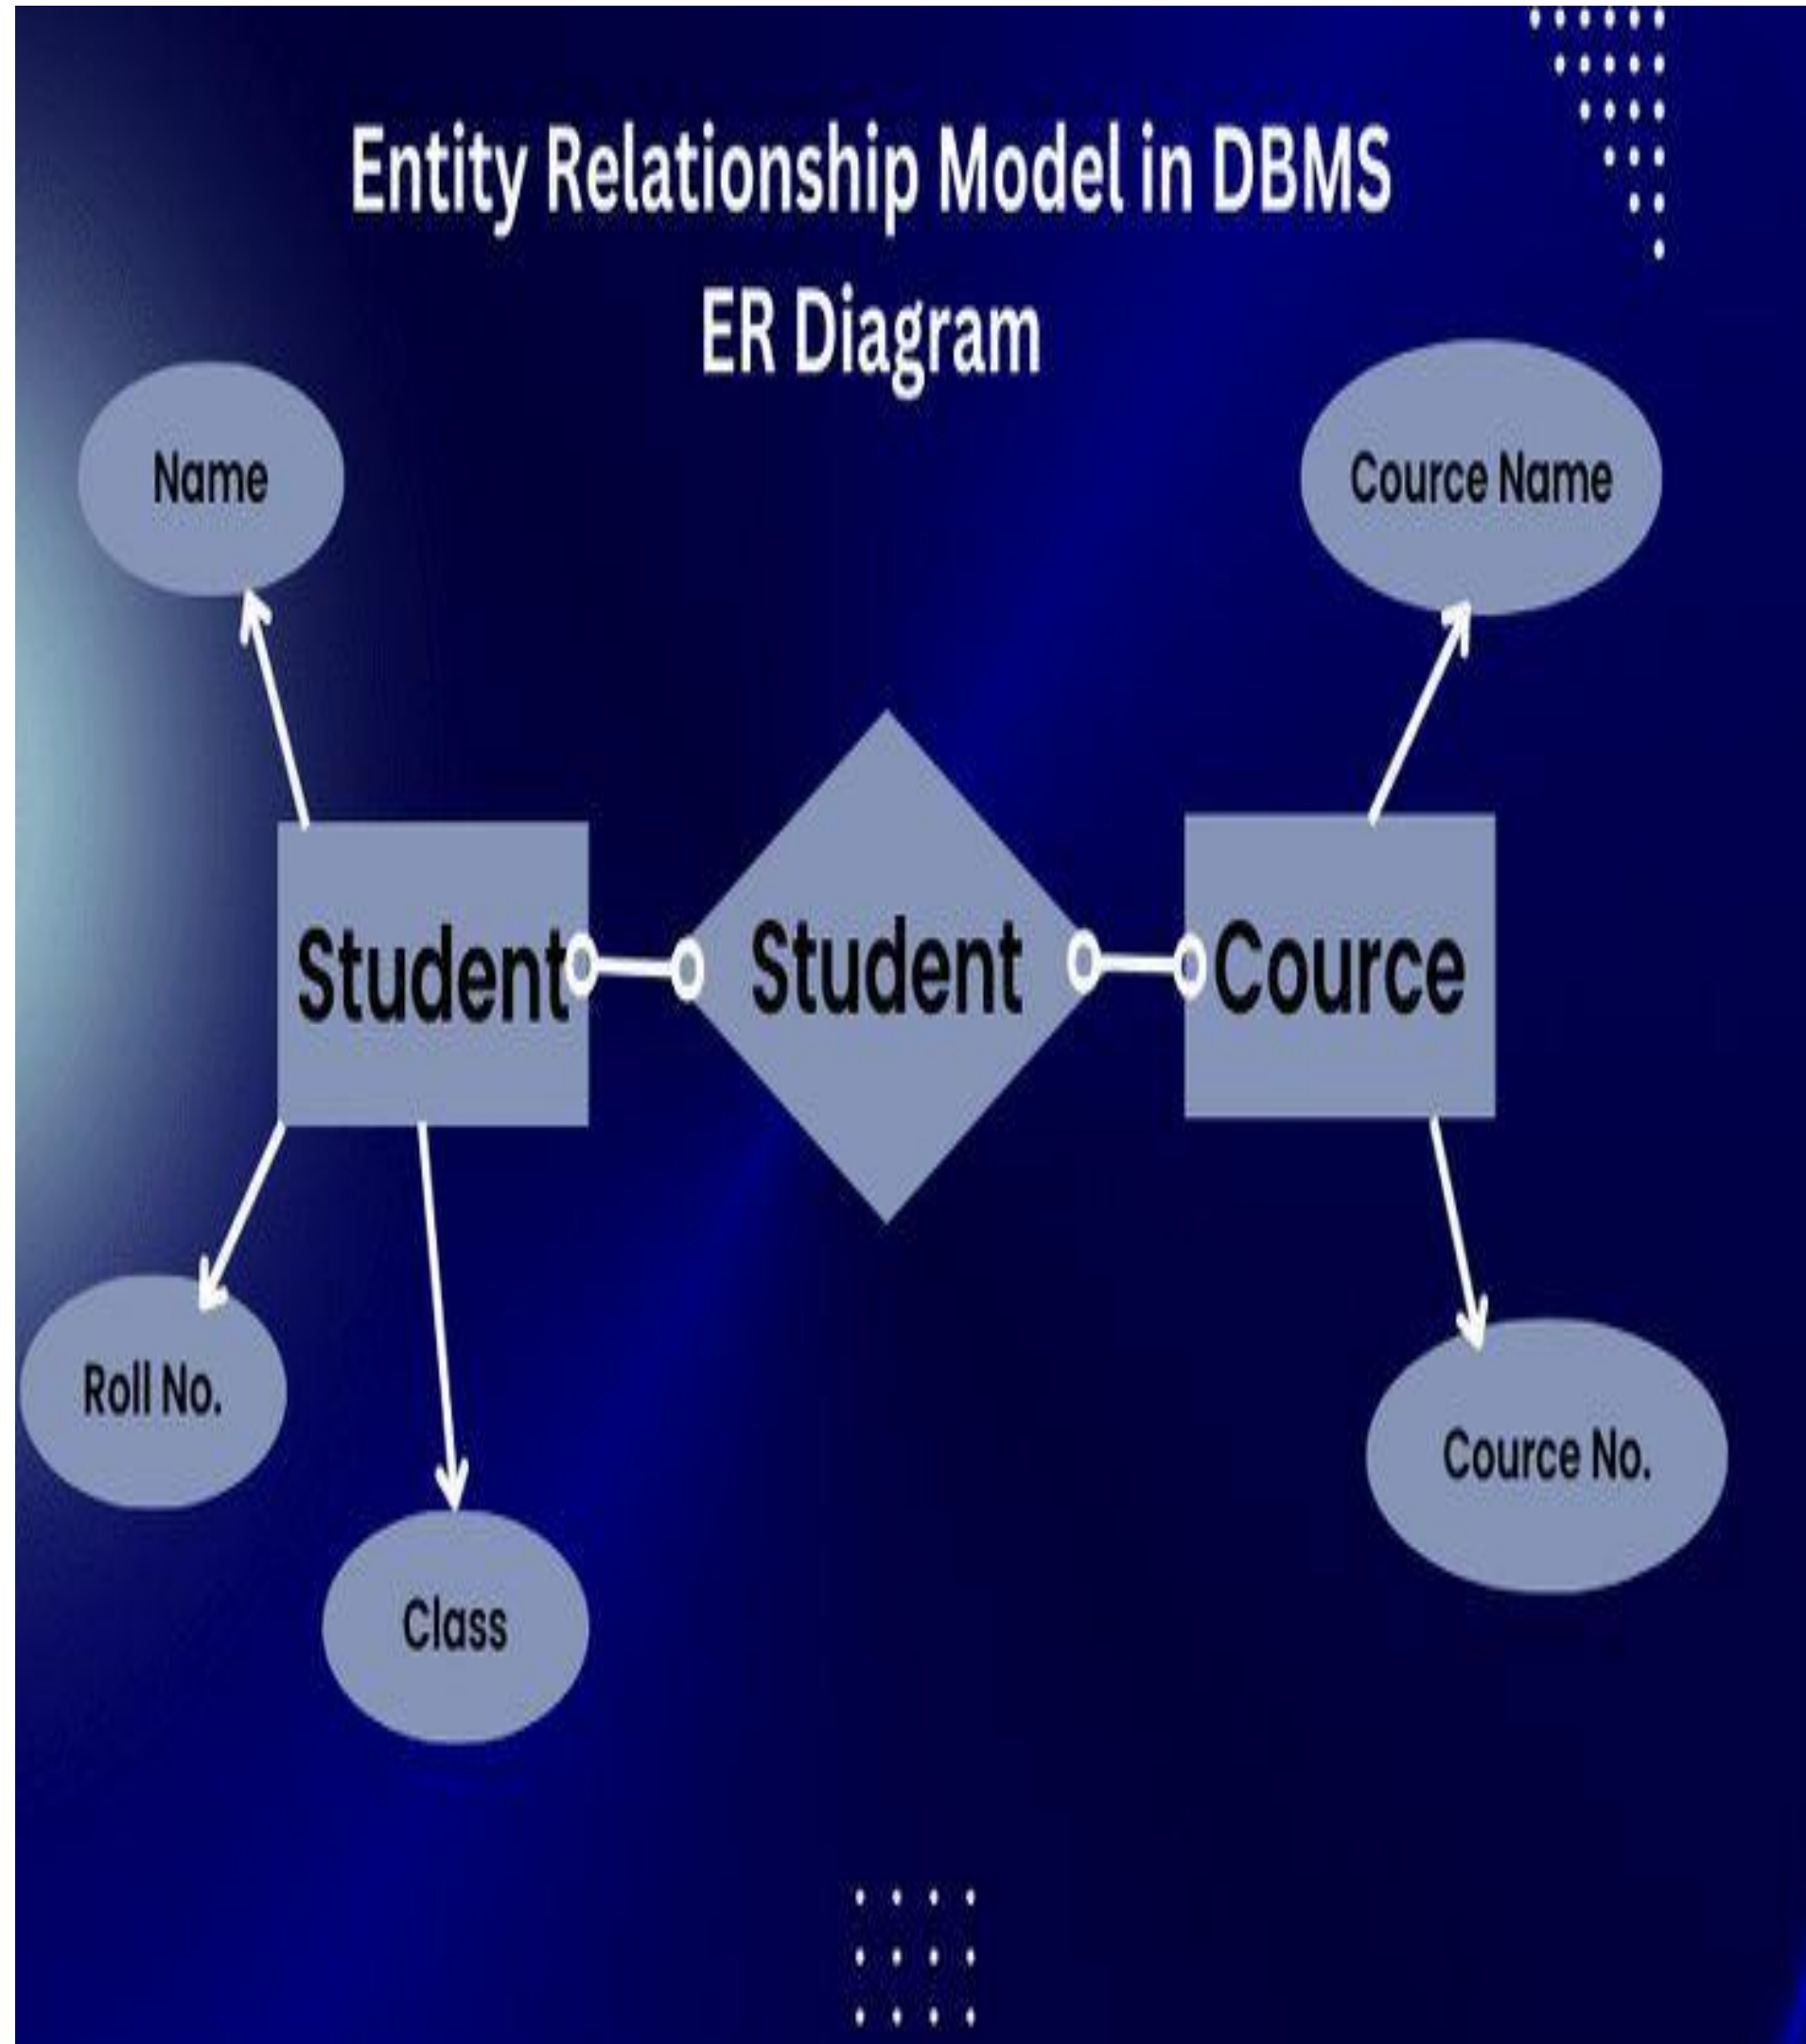 Entity Relationship Model in DBMS
ER Diagram
Name
Cource Name
Student
Student
Cource
Roll No.
Cource No.
Class